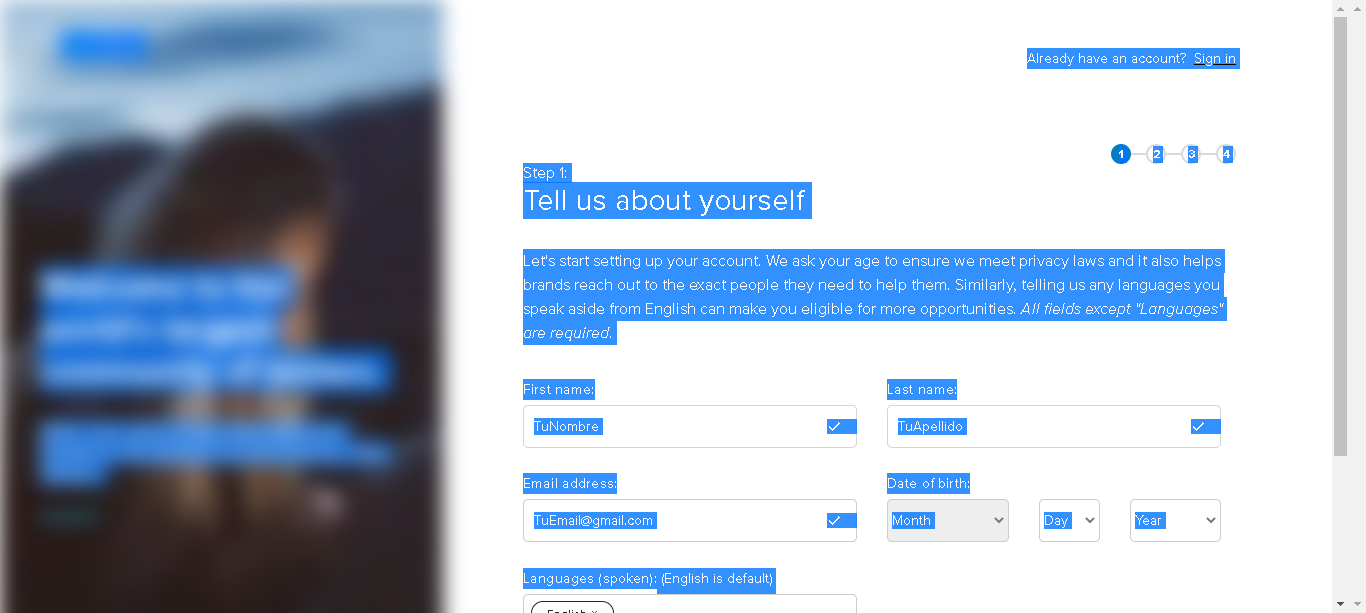 Already have an account? Sign in
1 2 3 4
Step 1:
Tell us about yourself
Let's start setting up your account. We ask your age to ensure we meet privacy laws and it also helps
brands reach out to the exact people they need to help them. Similarly, telling us any languages you
speak aside from English can make you eligible for more opportunities. All fields except "Languages"
are required.
First name: Last name:
TuNombre TuApellido
Email address: Date of birth:
TuEmail@gmail.com Month Day Year
Languages (spoken): (English is default)
English ×